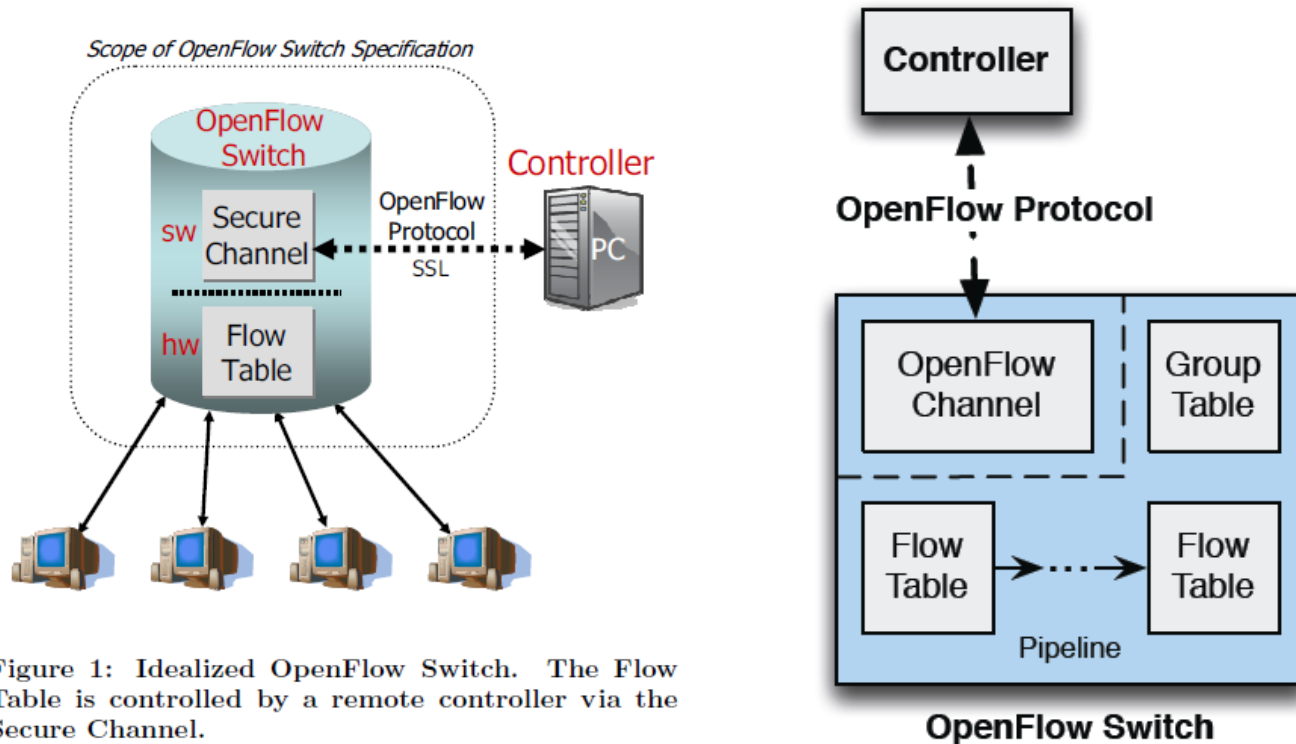 Scope of OpenFlow Switch Specification
OpenFlow
Switch
sw
Secure
Channel
hw
Flow
Table
OpenFlow
Protocol
SSL
Controller
PC
Figure 1: Idealized OpenFlow Switch. The Flow
Table is controlled by a remote controller via the
Secure Channel.
Controller
OpenFlow Protocol
OpenFlow
Channel
Group
Table
Flow
Table
Flow
Table
Pipeline
OpenFlow Switch